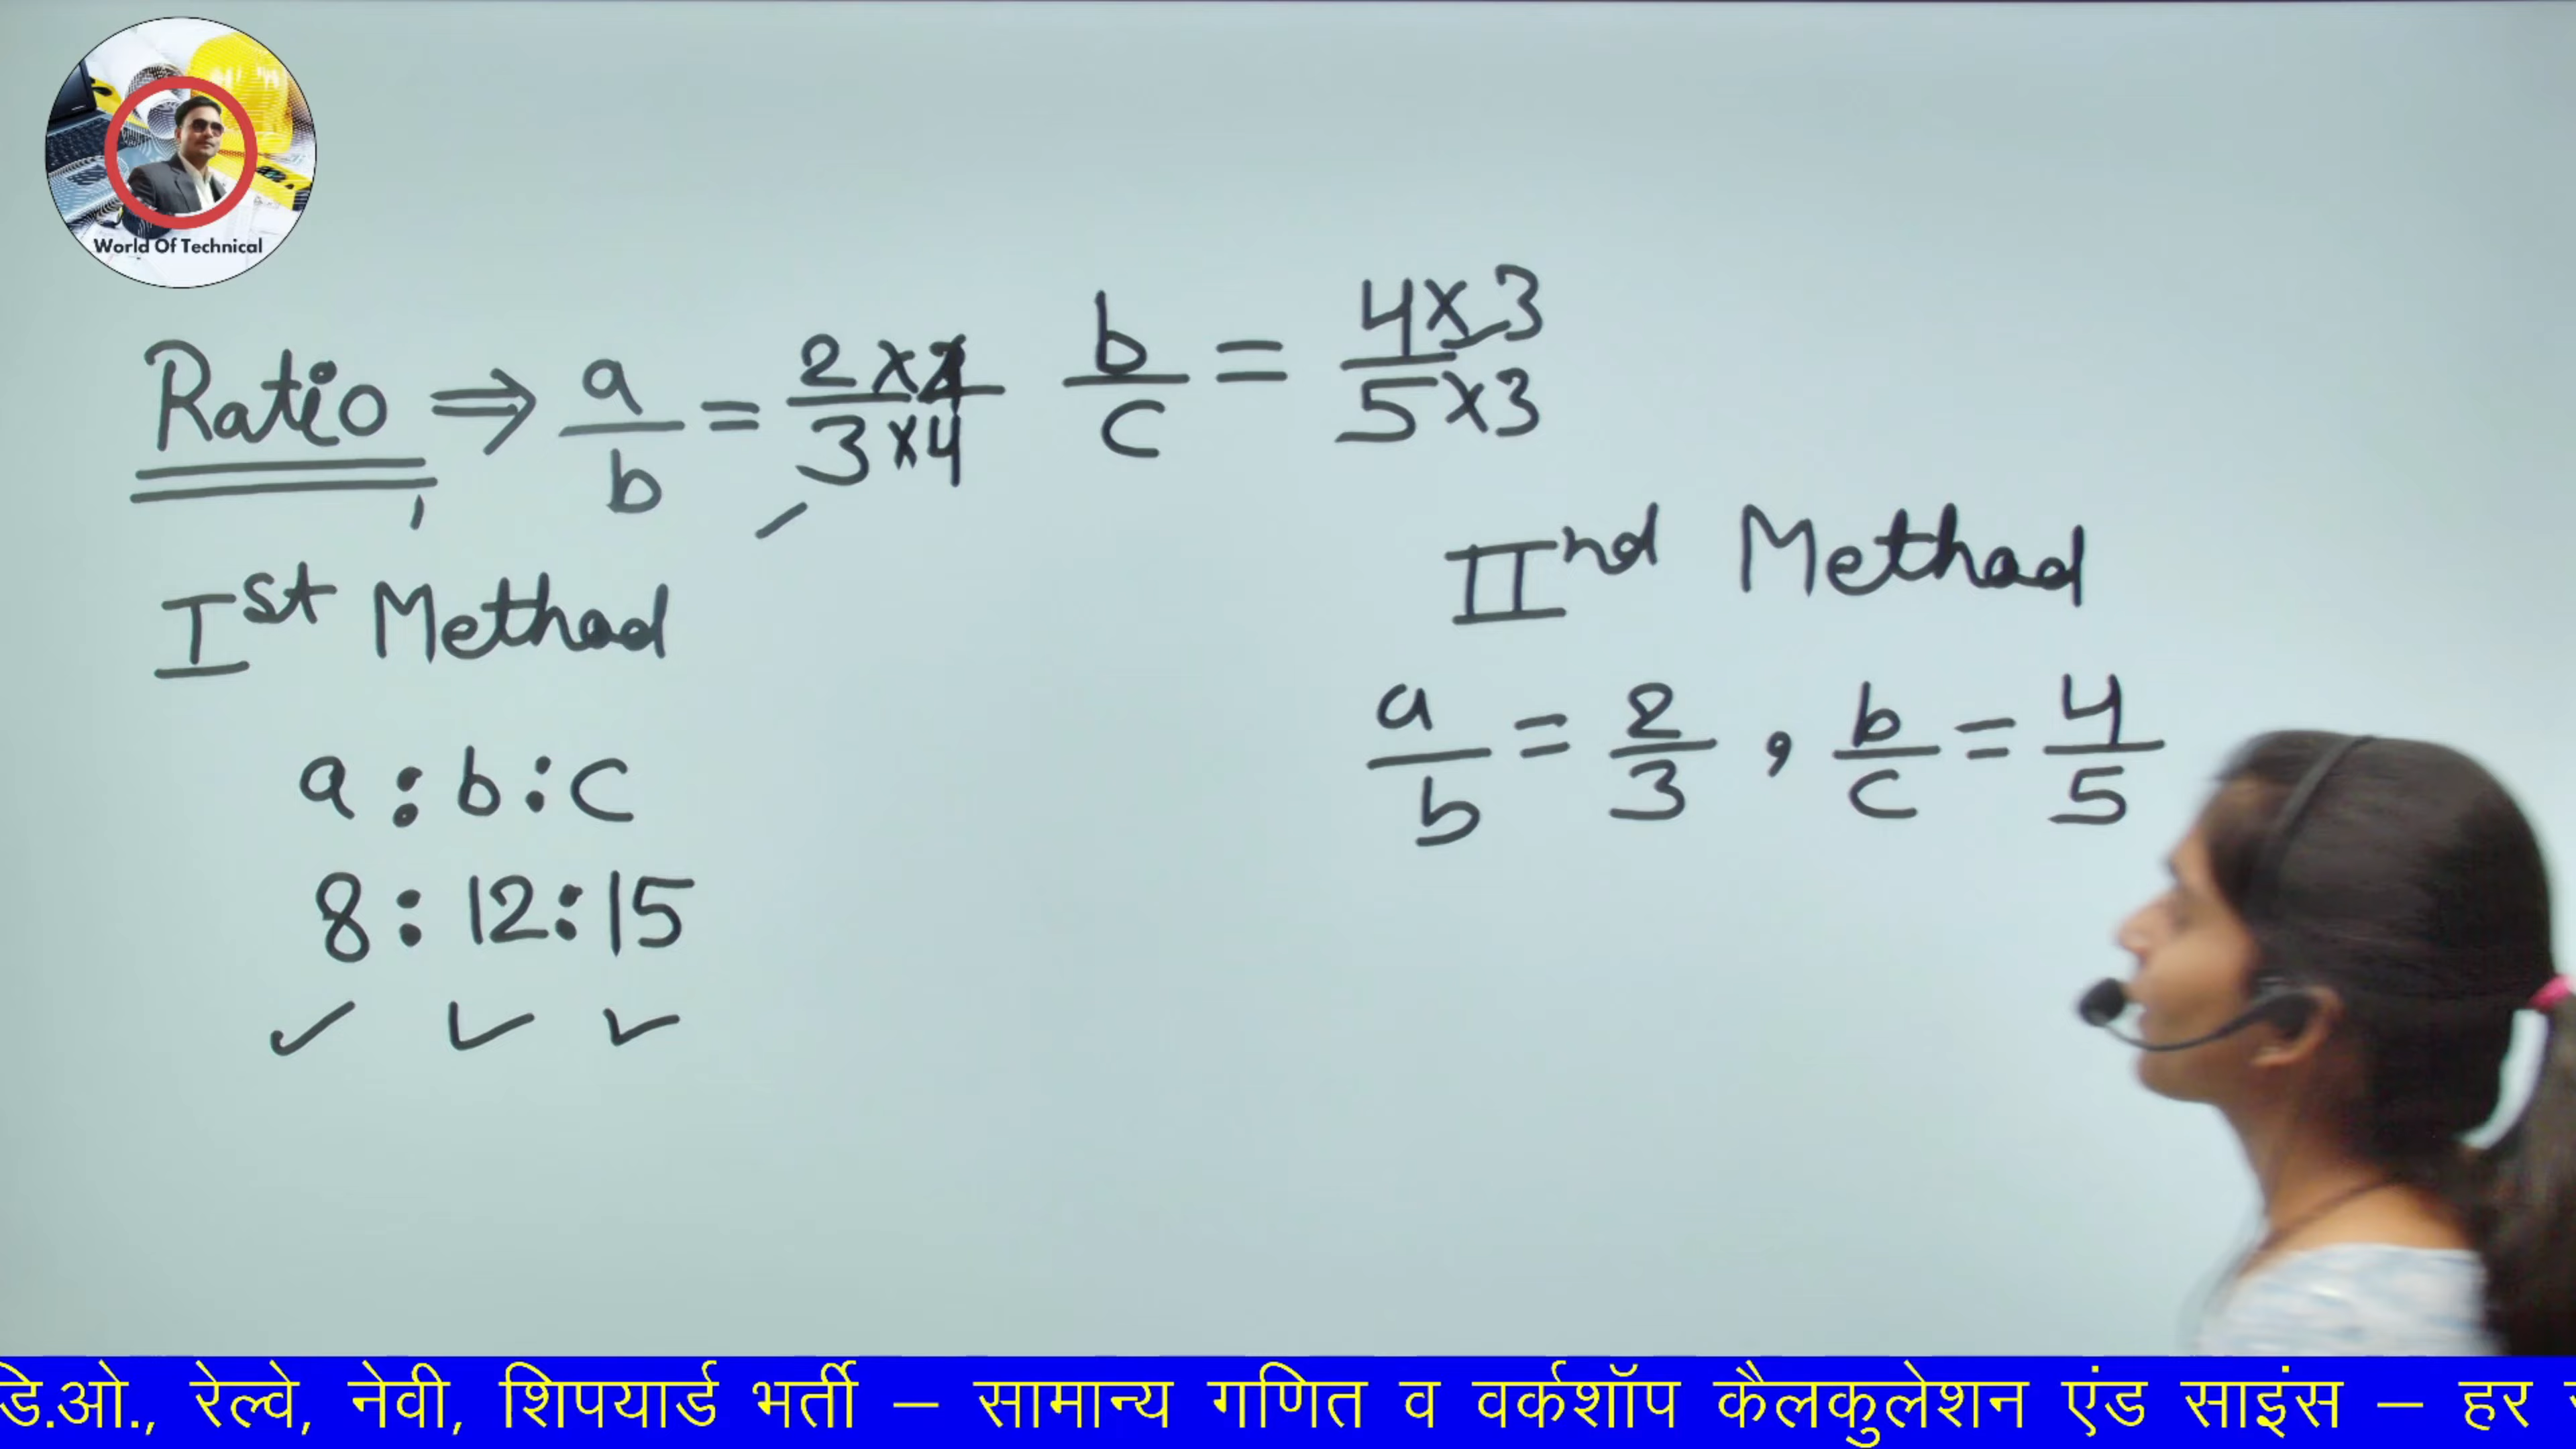 World Of Technical
Ratio ⇒ a/b = 2×4/3×4 b/c = 4×3/5×3
Ist Method
IInd Method
a/b = 2/3 , b/c = 4/5
a : b : c
8 : 12 : 15
डि.ओ., रेल्वे, नेवी, शिपयार्ड भर्ती – सामान्य गणित व वर्कशॉप कैलकुलेशन एंड साइंस – हर